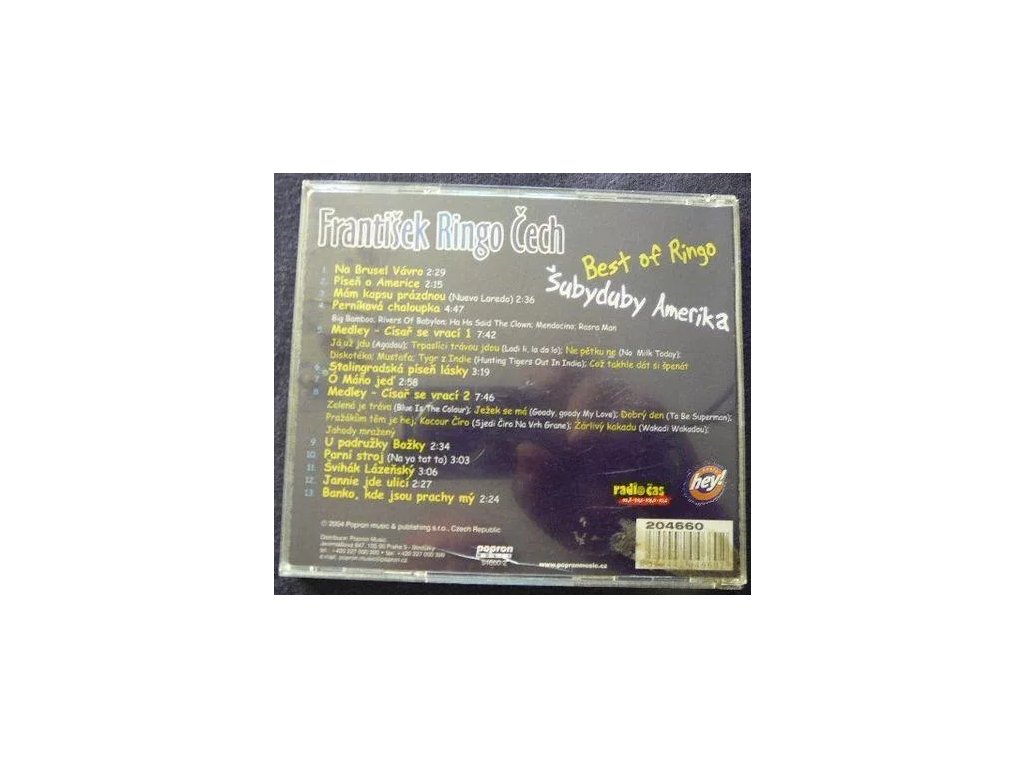 František Ringo Čech
Best of Ringo
Šubyduby Amerika
1. Na Brusel Vávro 2:29
2. Píseň o Americe 2:15
3. Mám kapsu prázdnou (Nuevo Laredo) 2:36
4. Perníková chaloupka 4:47
Big Bamboo; Rivers Of Babylon; Ha Ha Said The Clown; Mendocino; Rasra Man
5. Medley - Císař se vrací 1 7:42
Já už jdu (Agadou); Trpaslíci trávou jdou (Ladi li, la da lo); Na pětku ne (No Milk Today);
Diskotéka; Mustafa; Tygr z Indie (Hunting Tigers Out In India); Což takhle dát si špenát
6. Stalingradská píseň lásky 3:19
7. Ó Máňo jeď 2:58
8. Medley - Císař se vrací 2 7:46
Zelená je tráva (Blue Is The Colour); Ježek se má (Goody, goody My Love); Dobrý den (To Be Superman);
Pražákům těm je hej; Kocour Číro (Sjedi Čiro Na Vrh Grane); Žárlivý kakadu (Wakadi Wakadou);
Jahody mražený
9. U padružky Božky 2:34
10. Parní stroj (Na ya tat ta) 3:03
11. Švihák Lázeňský 3:06
12. Jannie jde ulicí 2:27
13. Banko, kde jsou prachy mý 2:24
radio čas
hey!
© 2004 Popron music & publishing s.r.o., Czech Republic
Distribuce: Popron Music
popron
www.popronmusic.cz
204660